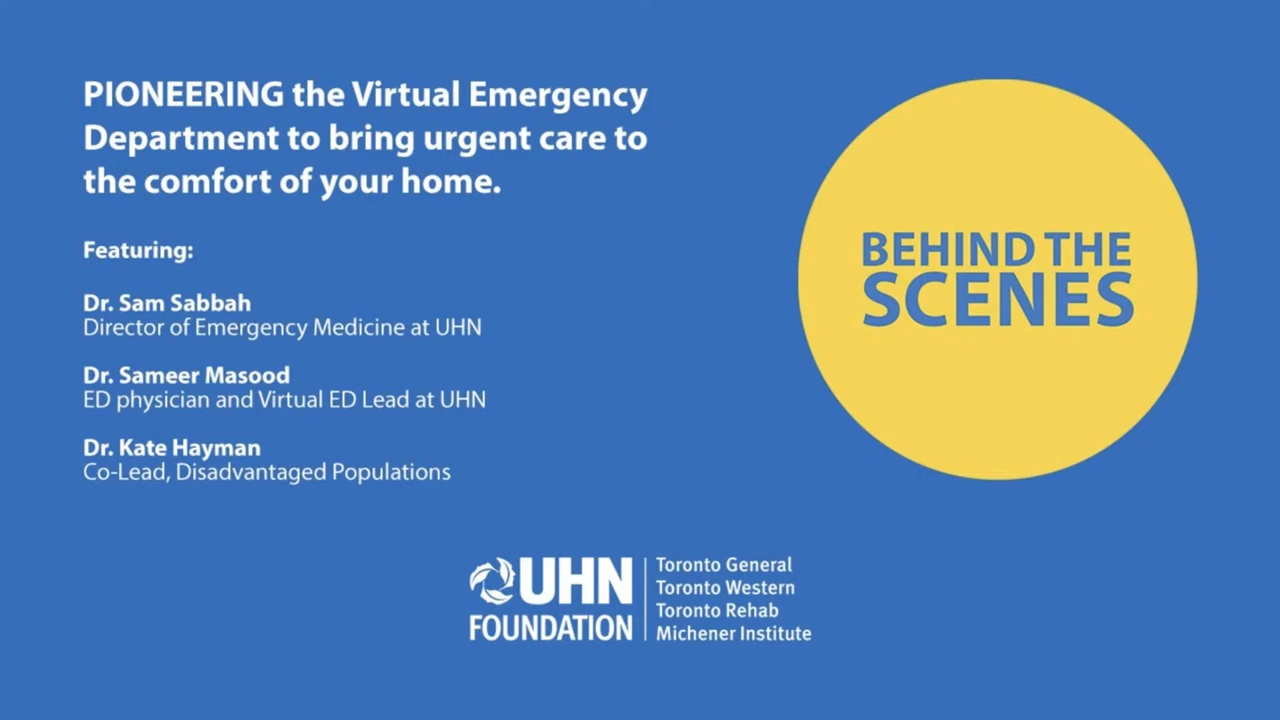 PIONEERING the Virtual Emergency
Department to bring urgent care to
the comfort of your home.
Featuring:
Dr. Sam Sabbah
Director of Emergency Medicine at UHN
Dr. Sameer Masood
ED physician and Virtual ED Lead at UHN
Dr. Kate Hayman
Co-Lead, Disadvantaged Populations
BEHIND THE
SCENES
UHN
FOUNDATION
Toronto General
Toronto Western
Toronto Rehab
Michener Institute